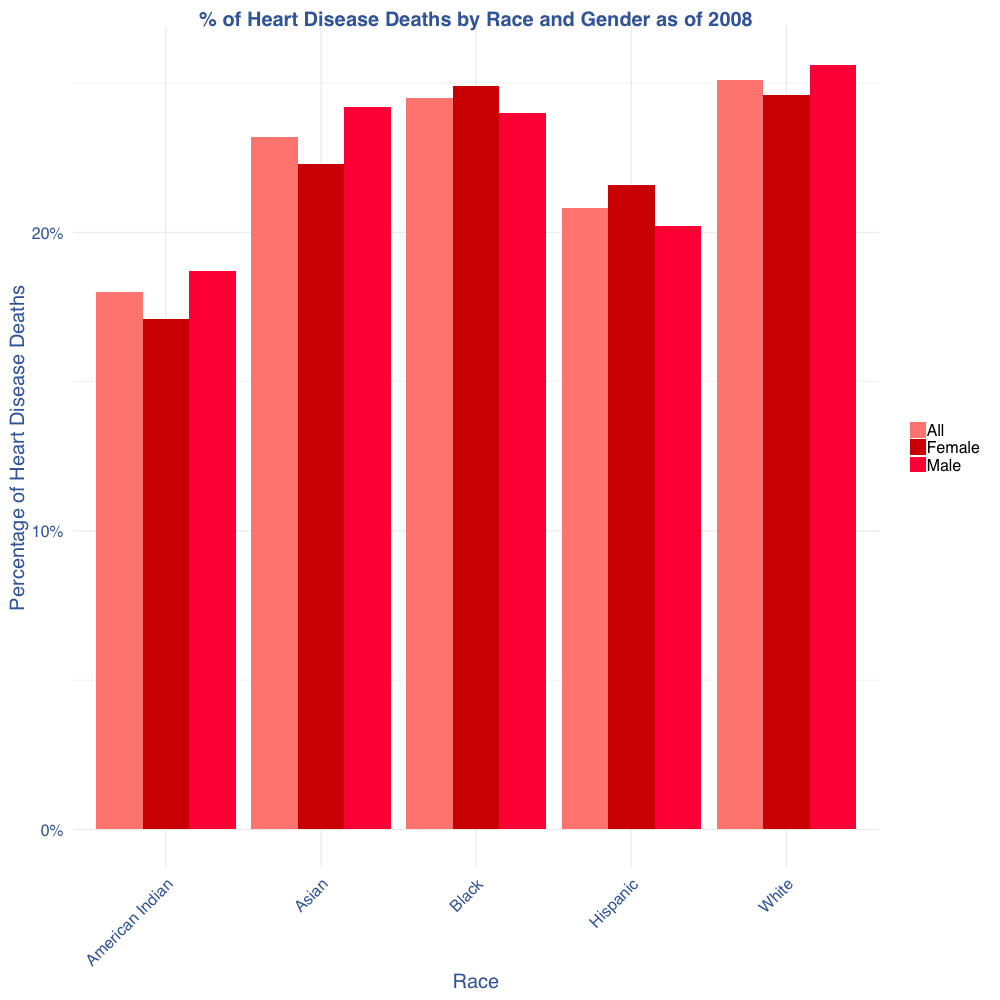 % of Heart Disease Deaths by Race and Gender as of 2008
Percentage of Heart Disease Deaths
20%
10%
0%
American Indian
Asian
Black
Hispanic
White
Race
All
Female
Male